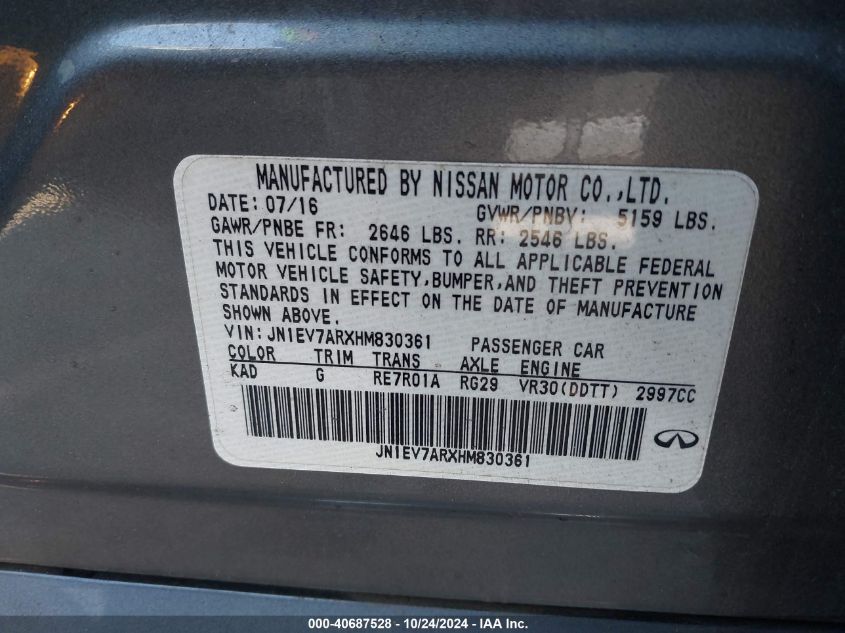 MANUFACTURED BY NISSAN MOTOR CO.,LTD.
DATE: 07/16 GVWR/PNBV: 5159 LBS.
GAWR/PNBE FR: 2646 LBS. RR: 2546 LBS.
THIS VEHICLE CONFORMS TO ALL APPLICABLE FEDERAL
MOTOR VEHICLE SAFETY,BUMPER,AND THEFT PREVENTION
STANDARDS IN EFFECT ON THE DATE OF MANUFACTURE
SHOWN ABOVE.
VIN: JN1EV7ARXHM830361 PASSENGER CAR
COLOR TRIM TRANS AXLE ENGINE
KAD G RE7R01A RG29 VR30(DDTT) 2997CC
JN1EV7ARXHM830361
000-40687528 - 10/24/2024 - IAA Inc.